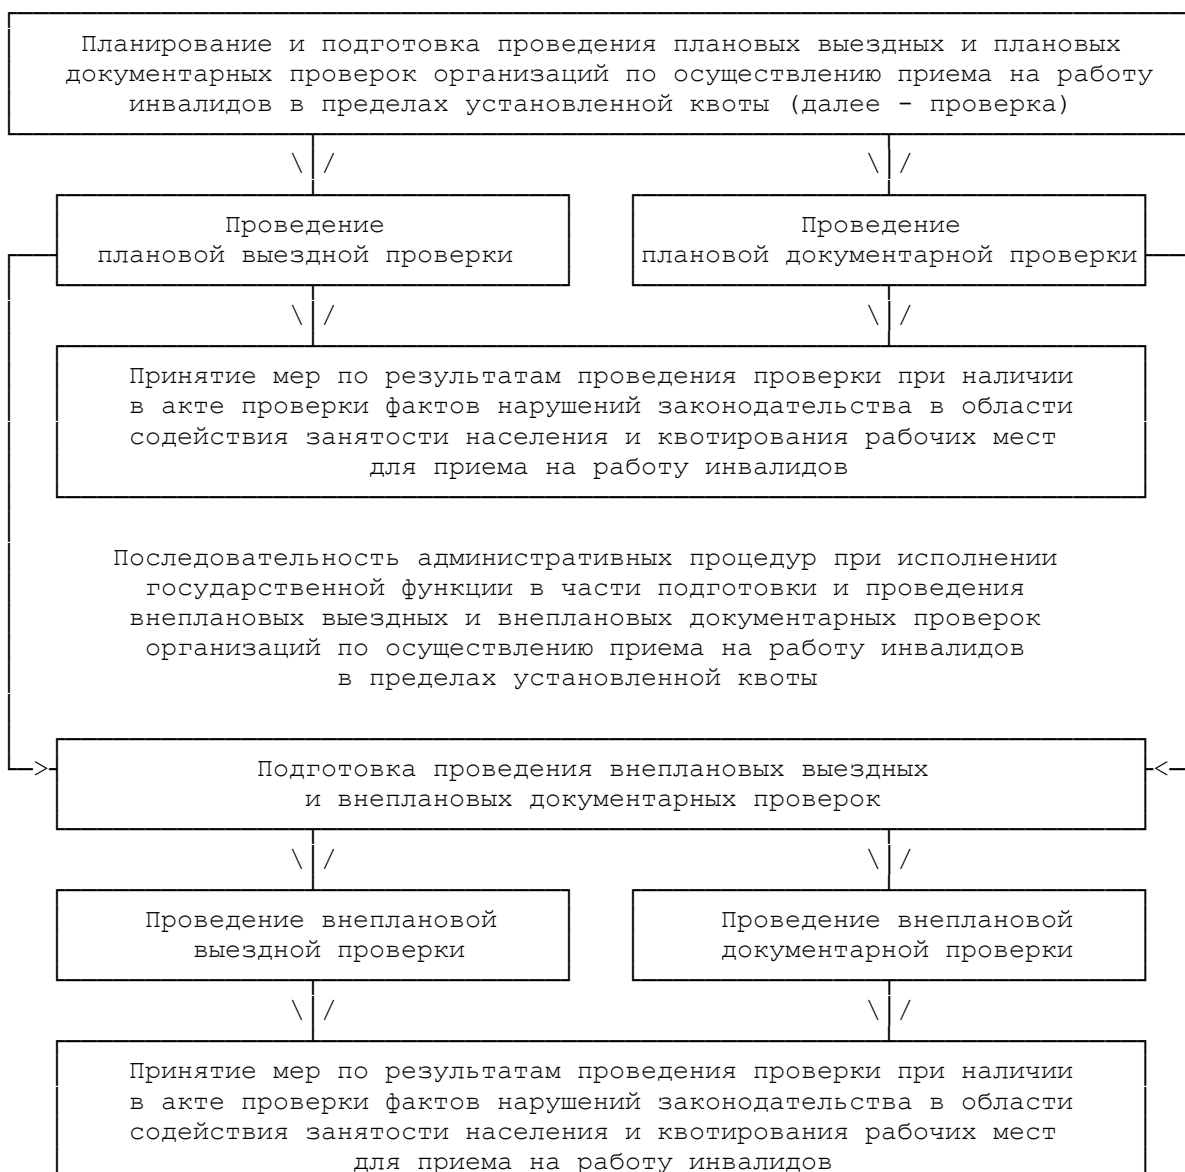 Планирование и подготовка проведения плановых выездных и плановых
документарных проверок организаций по осуществлению приема на работу
инвалидов в пределах установленной квоты (далее - проверка)
Проведение
плановой выездной проверки
Проведение
плановой документарной проверки
Принятие мер по результатам проведения проверки при наличии
в акте проверки фактов нарушений законодательства в области
содействия занятости населения и квотирования рабочих мест
для приема на работу инвалидов
Последовательность административных процедур при исполнении
государственной функции в части подготовки и проведения
внеплановых выездных и внеплановых документарных проверок
организаций по осуществлению приема на работу инвалидов
в пределах установленной квоты
Подготовка проведения внеплановых выездных
и внеплановых документарных проверок
Проведение внеплановой
выездной проверки
Проведение внеплановой
документарной проверки
Принятие мер по результатам проведения проверки при наличии
в акте проверки фактов нарушений законодательства в области
содействия занятости населения и квотирования рабочих мест
для приема на работу инвалидов